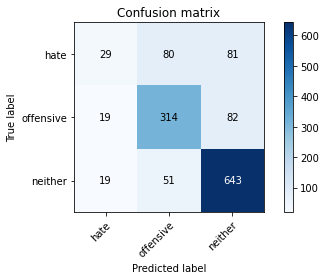 Confusion matrix
hate 29 80 81
offensive 19 314 82
neither 19 51 643
hate offensive neither
True label
Predicted label
600
500
400
300
200
100